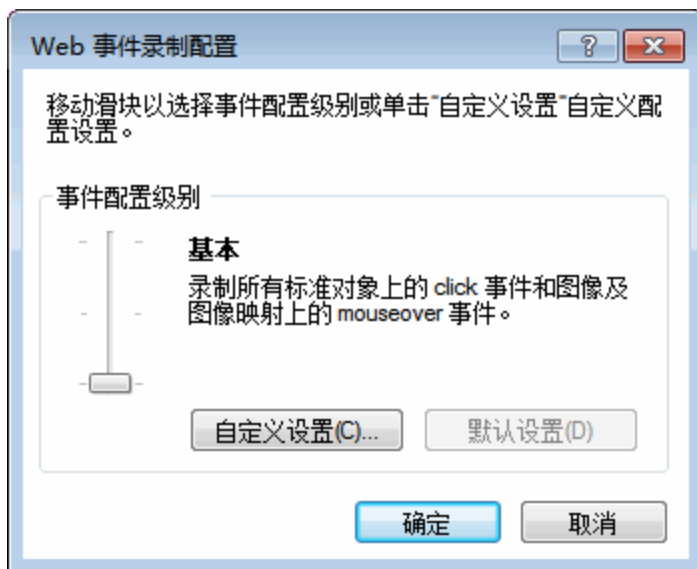 Web 事件录制配置
移动滑块以选择事件配置级别或单击"自定义设置"自定义配
置设置。
事件配置级别
基本
录制所有标准对象上的 click 事件和图像及
图像映射上的 mouseover 事件。
自定义设置(C)... 默认设置(D)
确定 取消